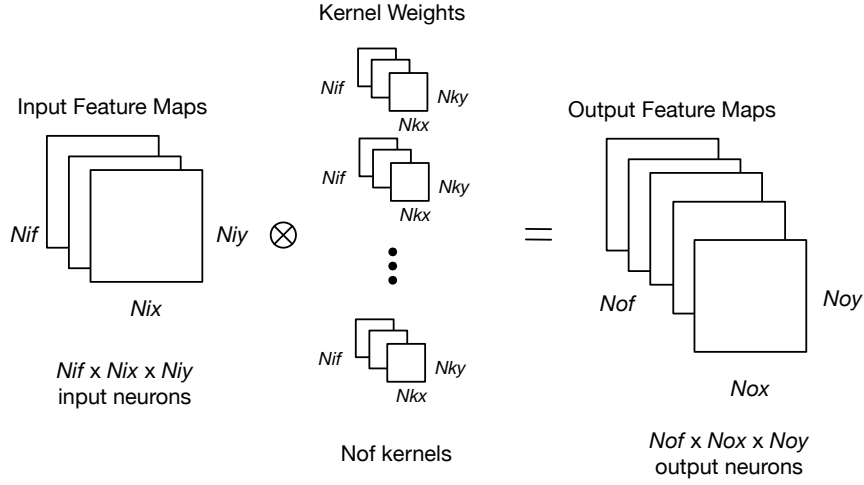 Kernel Weights
Nif
Nky
Nkx
Input Feature Maps
Output Feature Maps
Nif
Nky
Nkx
Nif
Niy
⊗
=
Nix
Nof
Noy
Nif
Nky
Nkx
Nif x Nix x Niy
input neurons
Nox
Nof kernels
Nof x Nox x Noy
output neurons